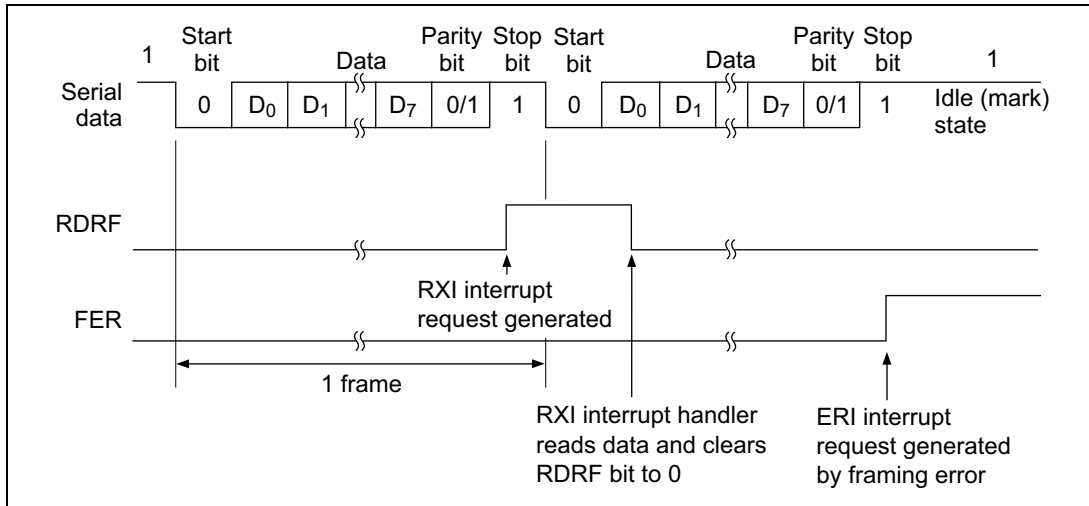 1
Start bit
Data
Parity bit
Stop bit
Start bit
Data
Parity bit
Stop bit
1
Serial data
0
D0
D1
D7
0/1
1
0
D0
D1
D7
0/1
1
Idle (mark) state
RDRF
RXI interrupt
request generated
FER
1 frame
RXI interrupt handler
reads data and clears
RDRF bit to 0
ERI interrupt
request generated
by framing error